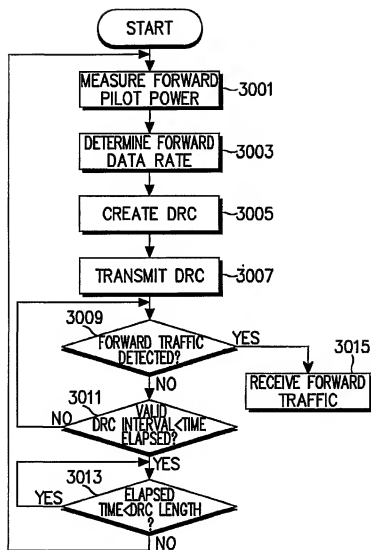 START
MEASURE FORWARD
PILOT POWER
3001
DETERMINE FORWARD
DATA RATE
3003
CREATE DRC
3005
TRANSMIT DRC
3007
3009
FORWARD TRAFFIC
DETECTED?
YES
3015
RECEIVE FORWARD
TRAFFIC
NO
3011
VALID
DRC INTERVAL<TIME
ELAPSED?
NO
YES
3013
ELAPSED
TIME<DRC LENGTH
?
YES
NO